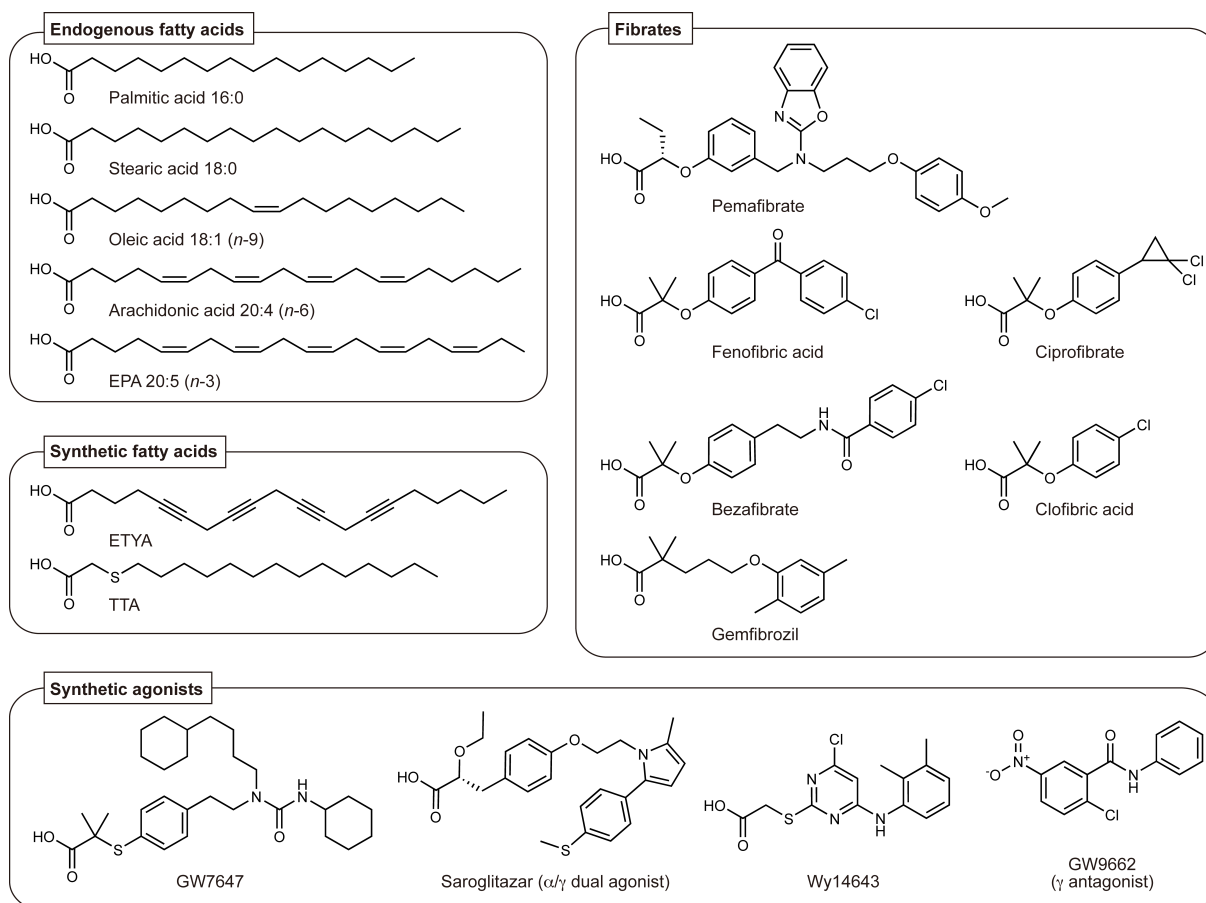 Endogenous fatty acids
HO
O
Palmitic acid 16:0
HO
O
Stearic acid 18:0
HO
O
Oleic acid 18:1 (n-9)
HO
O
Arachidonic acid 20:4 (n-6)
HO
O
EPA 20:5 (n-3)
Synthetic fatty acids
HO
O
ETYA
HO
S
O
TTA
Fibrates
N
O
HO
N
O
O
O
O
Pemafibrate
O
HO
O
O
Cl
Fenofibric acid
Cl
Cl
HO
O
O
Ciprofibrate
Cl
H
N
HO
O
O
O
Bezafibrate
Cl
HO
O
O
Clofibric acid
HO
O
O
Gemfibrozil
Synthetic agonists
N
H
N
O
HO
O
S
GW7647
O
O
N
HO
O
S
Saroglitazar (α/γ dual agonist)
Cl
N
HO
O
S
N
N
H
Wy14643
O
N+
-O
O
N
H
Cl
GW9662
(γ antagonist)